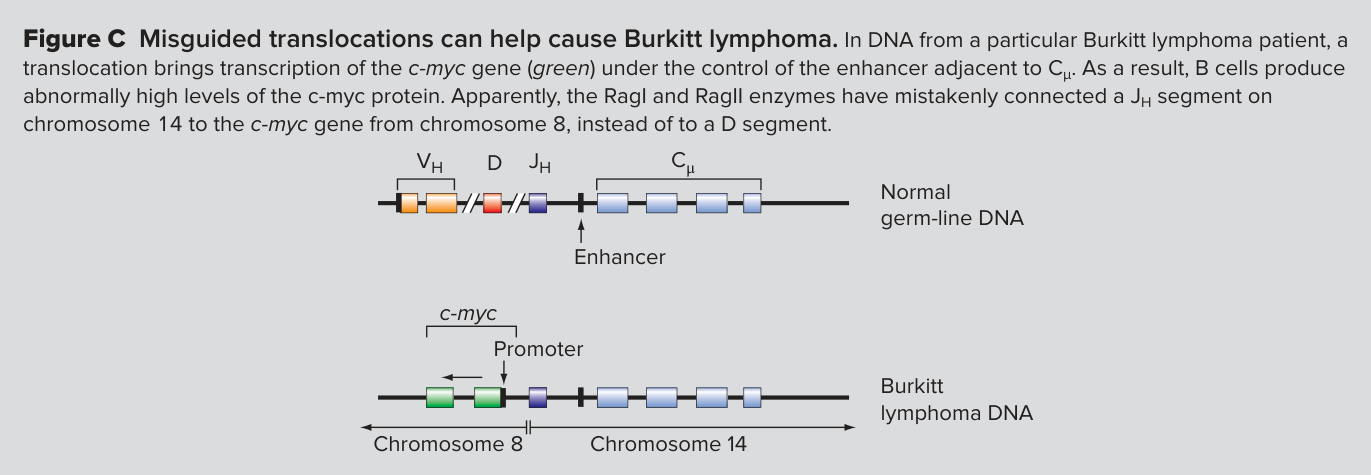 Figure C Misguided translocations can help cause Burkitt lymphoma. In DNA from a particular Burkitt lymphoma patient, a
translocation brings transcription of the c-myc gene (green) under the control of the enhancer adjacent to Cμ. As a result, B cells produce
abnormally high levels of the c-myc protein. Apparently, the RagI and RagII enzymes have mistakenly connected a JH segment on
chromosome 14 to the c-myc gene from chromosome 8, instead of to a D segment.
VH D JH Cμ
Normal
germ-line DNA
Enhancer
c-myc
Promoter
Burkitt
lymphoma DNA
Chromosome 8 Chromosome 14